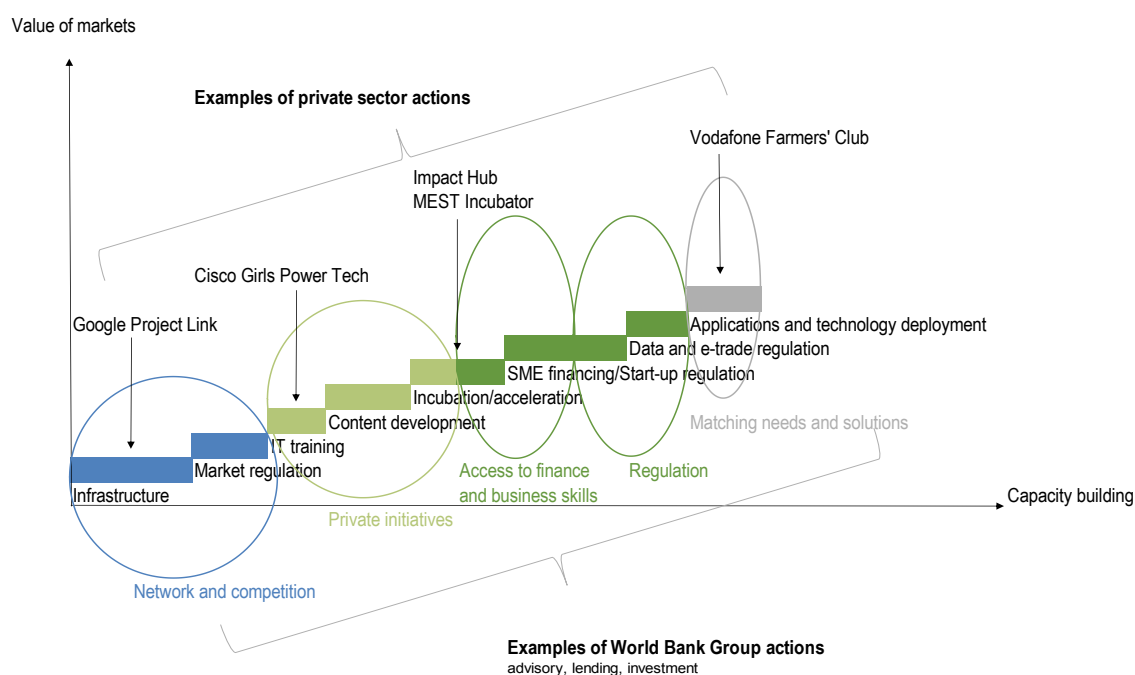 Value of markets
Examples of private sector actions
Vodafone Farmers' Club
Impact Hub
MEST Incubator
Cisco Girls Power Tech
Google Project Link
Applications and technology deployment
Data and e-trade regulation
SME financing/Start-up regulation
Incubation/acceleration
Content development
Matching needs and solutions
IT training
Market regulation
Access to finance
and business skills
Regulation
Infrastructure
Capacity building
Private initiatives
Network and competition
Examples of World Bank Group actions
advisory, lending, investment